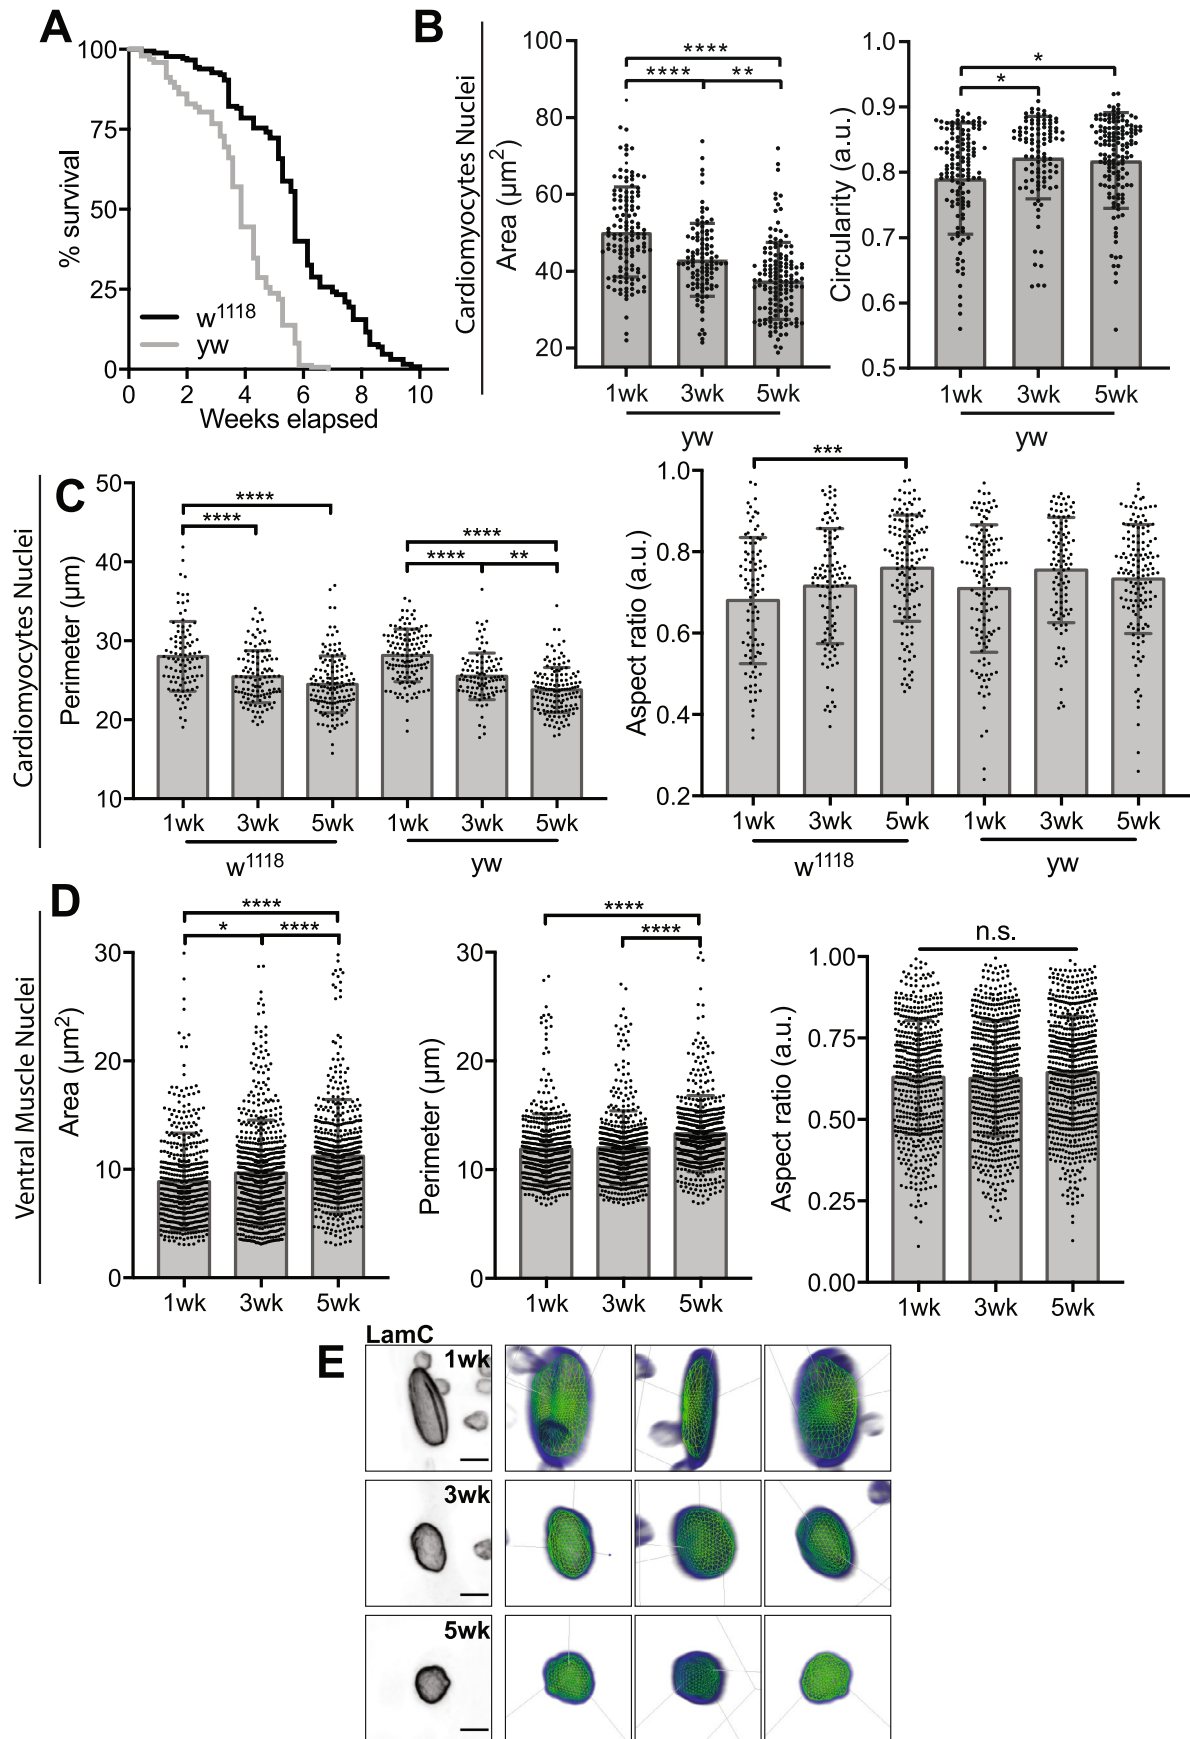 A
% survival
100
75
50
25
0
w1118
yw
0 2 4 6 8 10
Weeks elapsed
B
Cardiomyocytes Nuclei
Area (µm2)
100
80
60
40
20
****
**** **
1wk 3wk 5wk
yw
Circularity (a.u.)
1.0
0.9
0.8
0.7
0.6
0.5
*
*
1wk 3wk 5wk
yw
C
Cardiomyocytes Nuclei
Perimeter (µm)
50
40
30
20
10
****
****
****
**** **
1wk 3wk 5wk 1wk 3wk 5wk
w1118 yw
Aspect ratio (a.u.)
1.0
0.8
0.6
0.4
0.2
***
1wk 3wk 5wk 1wk 3wk 5wk
w1118 yw
D
Ventral Muscle Nuclei
Area (µm2)
30
20
10
0
****
* ****
1wk 3wk 5wk
Perimeter (µm)
30
20
10
0
****
****
1wk 3wk 5wk
Aspect ratio (a.u.)
1.00
0.75
0.50
0.25
0.00
n.s.
1wk 3wk 5wk
E
LamC
1wk
3wk
5wk